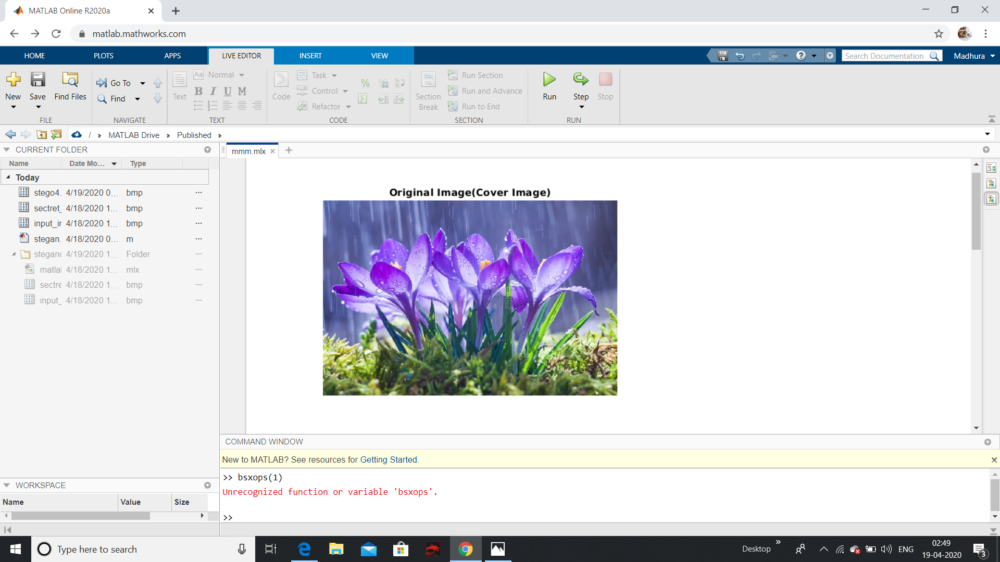 MATLAB Online R2020a
matlab.mathworks.com
HOME PLOTS APPS LIVE EDITOR INSERT VIEW Search Documentation Madhura
New Save Find Files Go To Find Text Aa Normal B I U M Code Task Control Refactor Section Break Run Section Run and Advance Run to End Run Step Stop
FILE NAVIGATE TEXT CODE SECTION RUN
/ MATLAB Drive Published
CURRENT FOLDER
mmm.mlx
Name Date Mo... Type
Today
stego4. 4/19/2020 0... bmp ...
sectret_ 4/18/2020 1... bmp ...
input_ir 4/18/2020 1... bmp ...
stegan. 4/18/2020 0... m ...
stegano 4/19/2020 1... Folder ...
matlal 4/18/2020 1... mlx ...
sectre 4/18/2020 1... bmp ...
input_ 4/18/2020 1... bmp ...
Original Image(Cover Image)
COMMAND WINDOW
New to MATLAB? See resources for Getting Started.
>> bsxops(1)
Unrecognized function or variable 'bsxops'.
>>
WORKSPACE
Name Value Size
Type here to search
Desktop ENG 02:49
19-04-2020
3